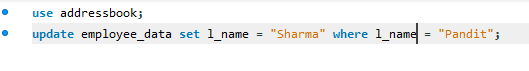 use addressbook;
update employee_data set l_name = "Sharma" where l_name = "Pandit";